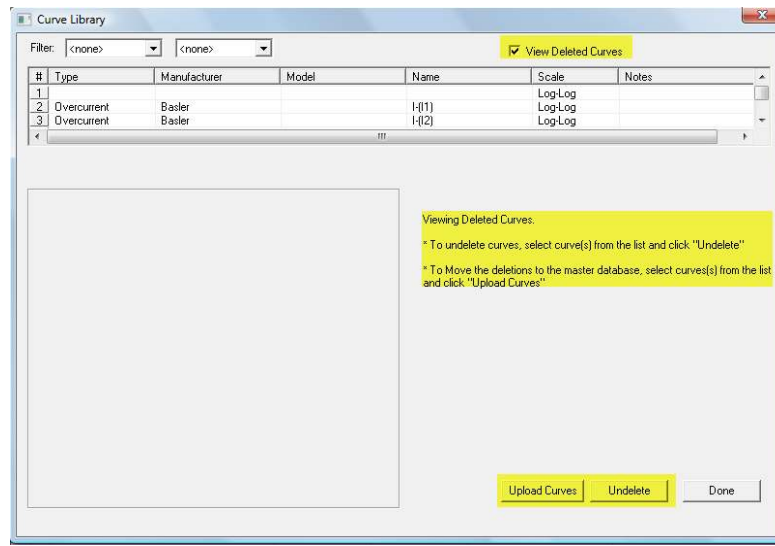 Curve Library
Filter: <none> <none> View Deleted Curves
# Type Manufacturer Model Name Scale Notes
1 Log-Log
2 Overcurrent Basler I-(I1) Log-Log
3 Overcurrent Basler I-(I2) Log-Log
Viewing Deleted Curves.
* To undelete curves, select curve(s) from the list and click "Undelete"
* To Move the deletions to the master database, select curves(s) from the list
and click "Upload Curves"
Upload Curves Undelete Done